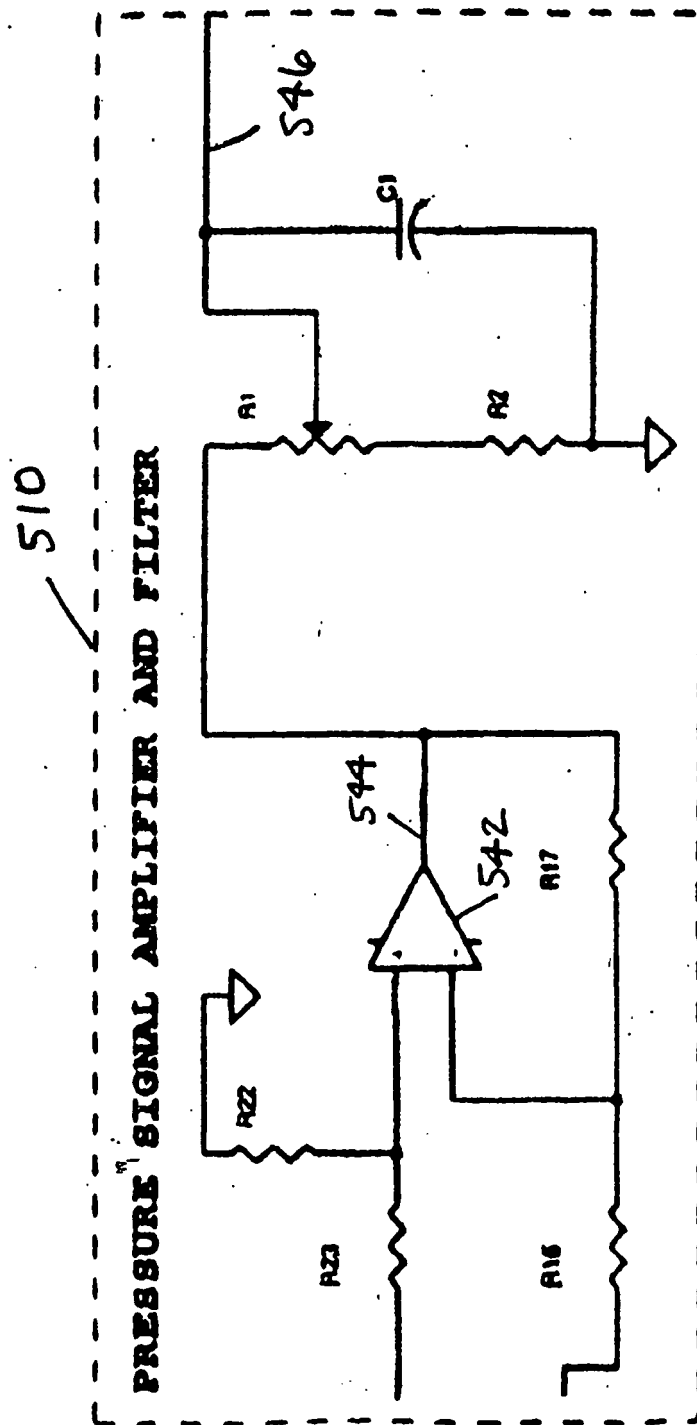 510
PRESSURE SIGNAL AMPLIFIER AND FILTER
546
R22
R1
C1
544
R23
542
R2
R16
R17